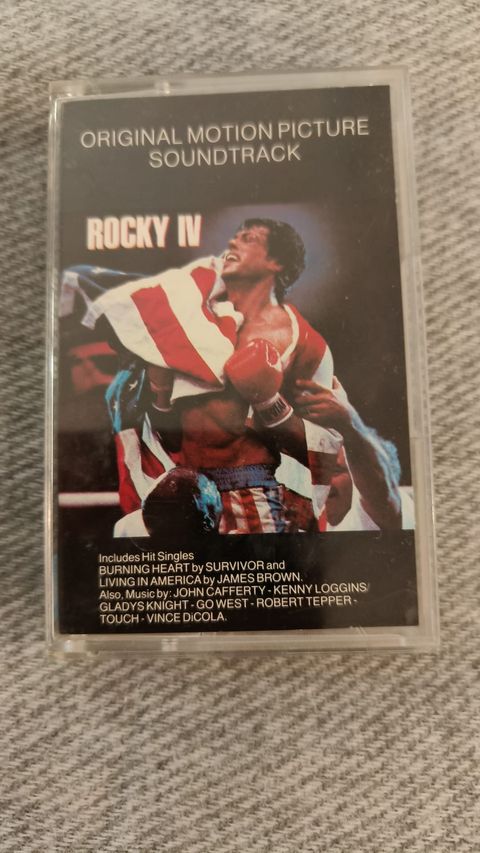 ORIGINAL MOTION PICTURE
SOUNDTRACK
ROCKY IV
Includes Hit Singles
BURNING HEART by SURVIVOR and
LIVING IN AMERICA by JAMES BROWN.
Also, Music by: JOHN CAFFERTY - KENNY LOGGINS/
GLADYS KNIGHT - GO WEST - ROBERT TEPPER -
TOUCH - VINCE DiCOLA.